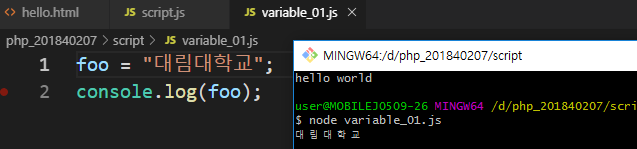 hello.html JS script.js JS variable_01.js ×
php_201840207 > script > JS variable_01.js
1 foo = "대림대학교";
2 console.log(foo);
MINGW64:/d/php_201840207/script
hello world
user@MOBILEJ0509-26 MINGW64 /d/php_201840207/scri
$ node variable_01.js
대림대학교